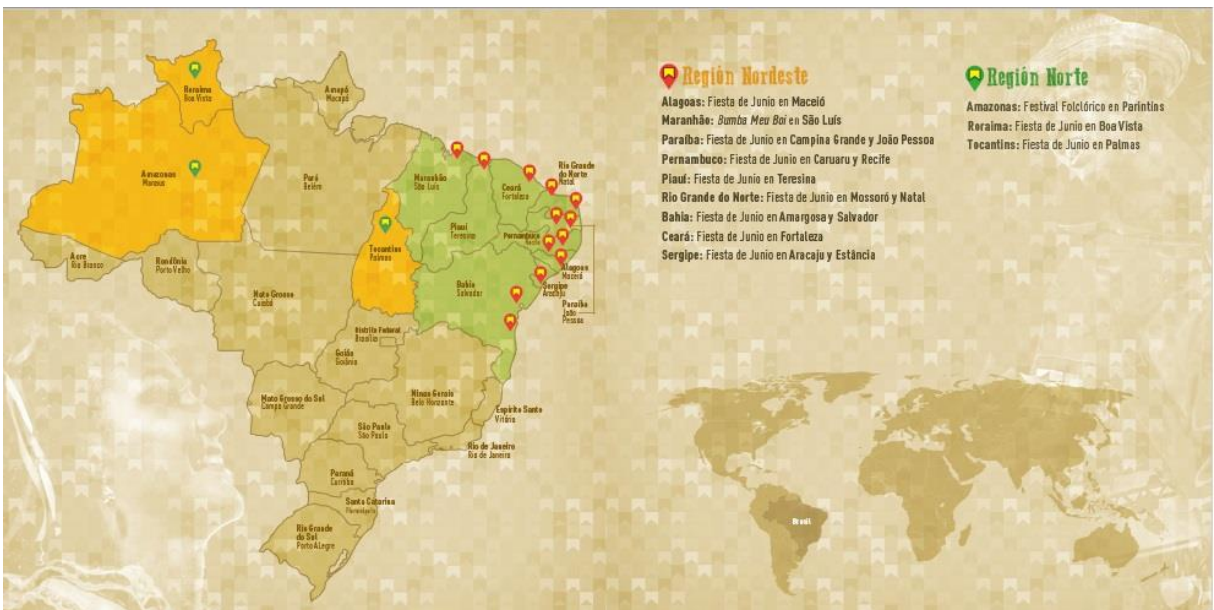 Región Nordeste
Alagoas: Fiesta de Junio en Maceió
Maranhão: Bumba Meu Boi en São Luís
Paraíba: Fiesta de Junio en Campina Grande y João Pessoa
Pernambuco: Fiesta de Junio en Caruaru y Recife
Piauí: Fiesta de Junio en Teresina
Rio Grande do Norte: Fiesta de Junio en Mossoró y Natal
Bahia: Fiesta de Junio en Amargosa y Salvador
Ceará: Fiesta de Junio en Fortaleza
Sergipe: Fiesta de Junio en Aracaju y Estância
Región Norte
Amazonas: Festival Folclórico en Parintins
Roraima: Fiesta de Junio en Boa Vista
Tocantins: Fiesta de Junio en Palmas
Roraima
Boa Vista
Amapá
Macapá
Amazonas
Manaus
Pará
Belém
Maranhão
São Luís
Ceará
Fortaleza
Rio Grande
do Norte
Natal
Piauí
Teresina
Pernambuco
Recife
Tocantins
Palmas
Acre
Rio Branco
Rondônia
Porto Velho
Mato Grosso
Cuiabá
Bahia
Salvador
Alagoas
Maceió
Sergipe
Aracaju
Paraíba
João
Pessoa
Distrito Federal
Brasília
Goiás
Goiânia
Mato Grosso do Sul
Campo Grande
Minas Gerais
Belo Horizonte
Espírito Santo
Vitória
São Paulo
São Paulo
Rio de Janeiro
Rio de Janeiro
Paraná
Curitiba
Santa Catarina
Florianópolis
Rio Grande
do Sul
Porto Alegre
Brasil